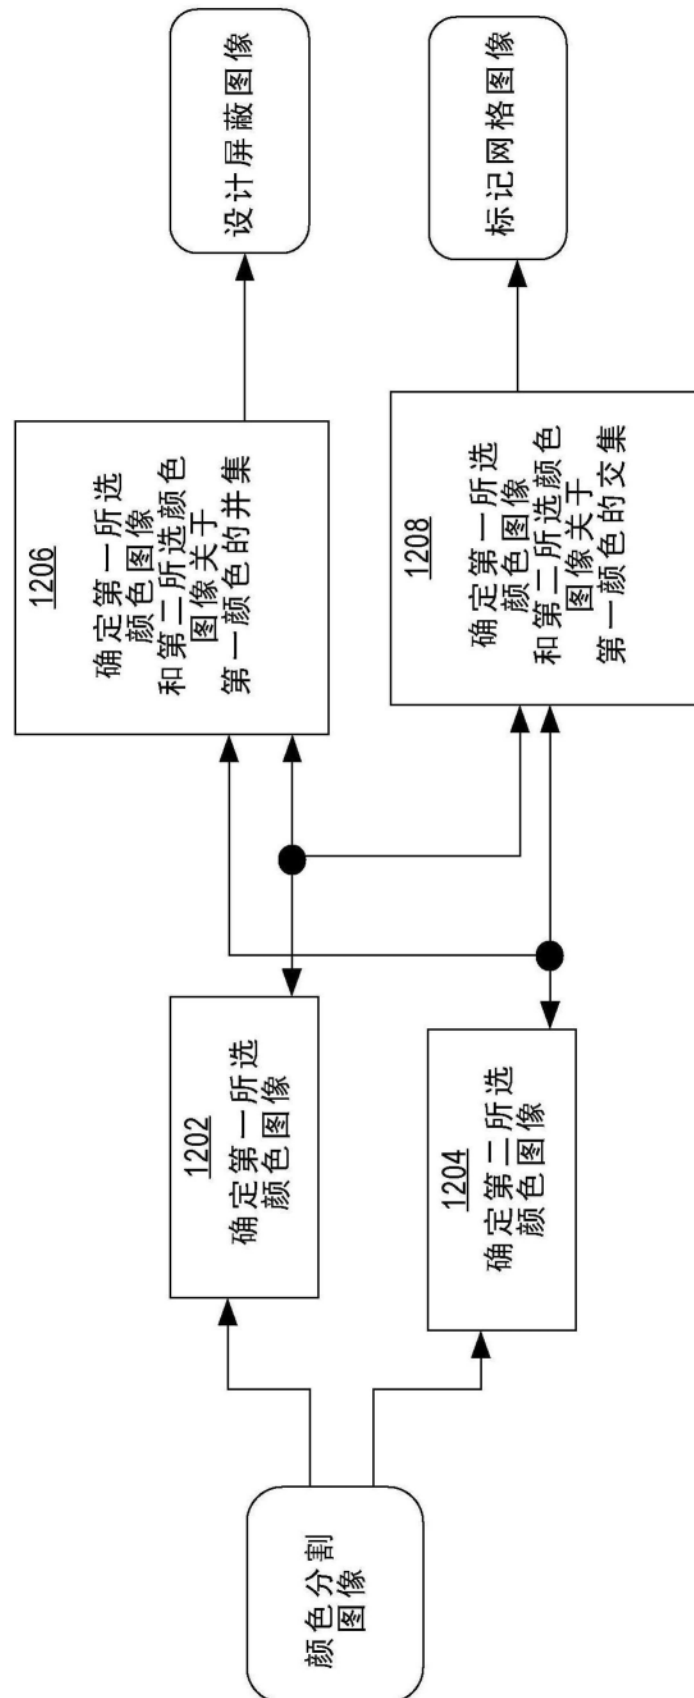 颜色分割
图像
1202
确定第一所选
颜色图像
1204
确定第二所选
颜色图像
1206
确定第一所选
颜色图像
和第二所选颜色
图像关于
第一颜色的并集
1208
确定第一所选
颜色图像
和第二所选颜色
图像关于
第一颜色的交集
设计屏蔽图像
标记网格图像